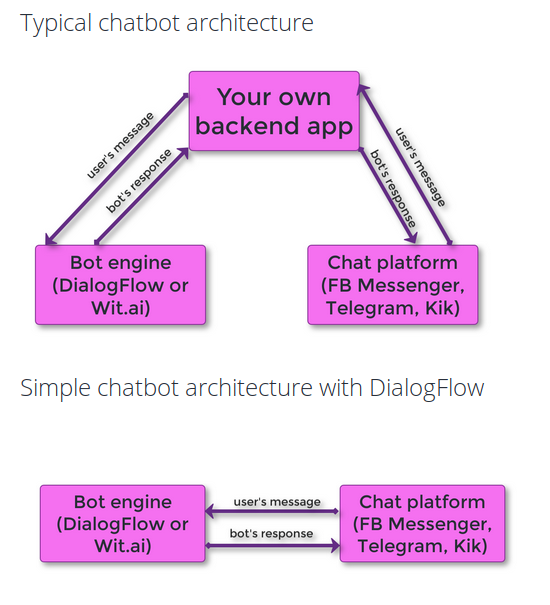 Typical chatbot architecture
Your own
backend app
user's message
bot's response
bot's response
user's message
Bot engine
(DialogFlow or
Wit.ai)
Chat platform
(FB Messenger,
Telegram, Kik)
Simple chatbot architecture with DialogFlow
Bot engine
(DialogFlow or
Wit.ai)
user's message
bot's response
Chat platform
(FB Messenger,
Telegram, Kik)